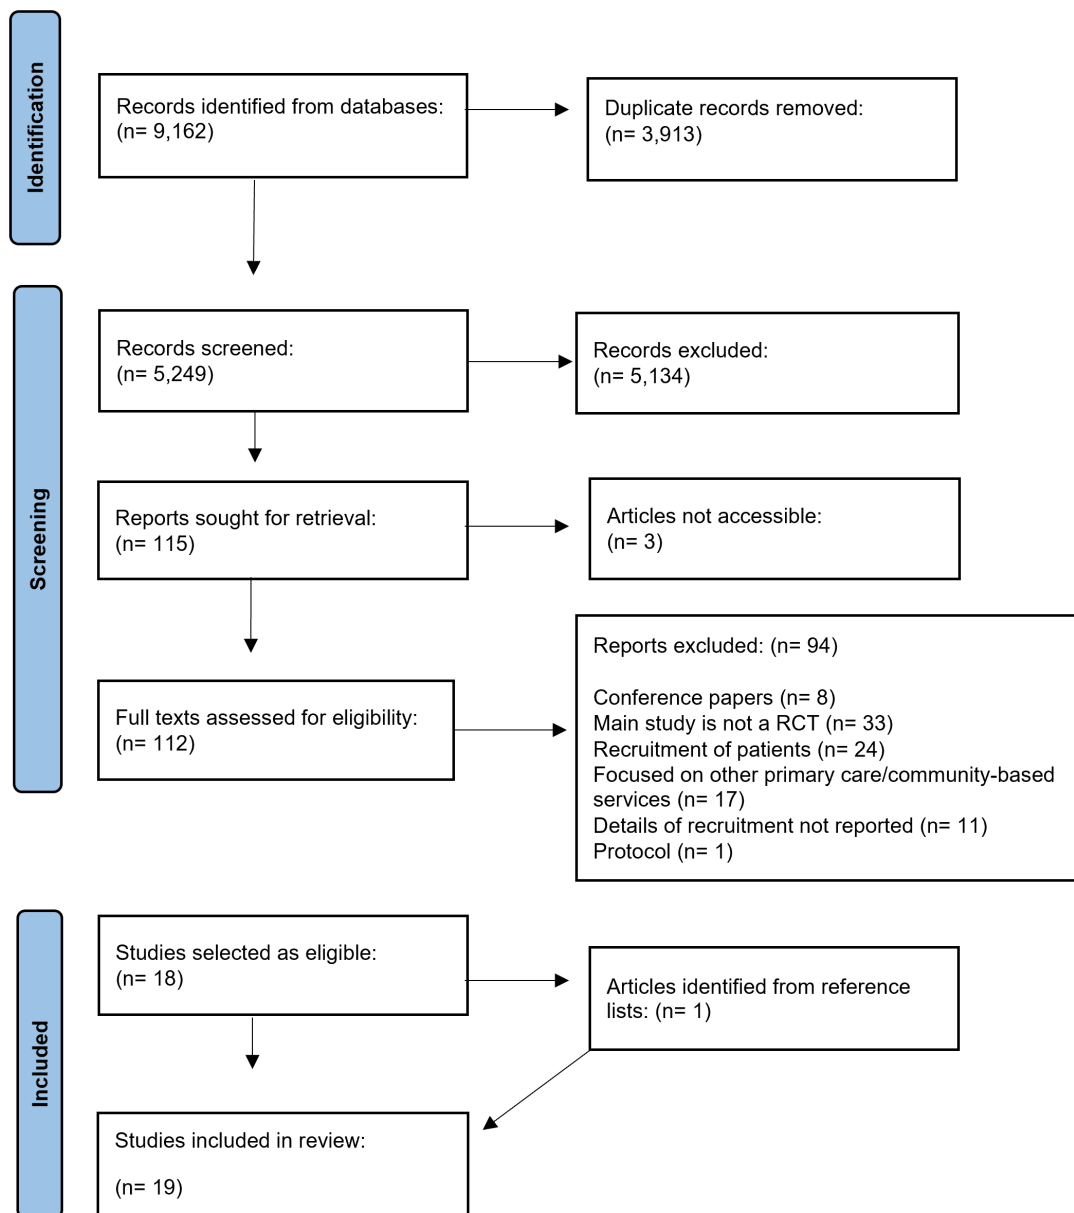 Identification
Records identified from databases:
(n= 9,162)
Duplicate records removed:
(n= 3,913)
Screening
Records screened:
(n= 5,249)
Records excluded:
(n= 5,134)
Reports sought for retrieval:
(n= 115)
Articles not accessible:
(n= 3)
Full texts assessed for eligibility:
(n= 112)
Reports excluded: (n= 94)
Conference papers (n= 8)
Main study is not a RCT (n= 33)
Recruitment of patients (n= 24)
Focused on other primary care/community-based
services (n= 17)
Details of recruitment not reported (n= 11)
Protocol (n= 1)
Included
Studies selected as eligible:
(n= 18)
Articles identified from reference
lists: (n= 1)
Studies included in review:
(n= 19)